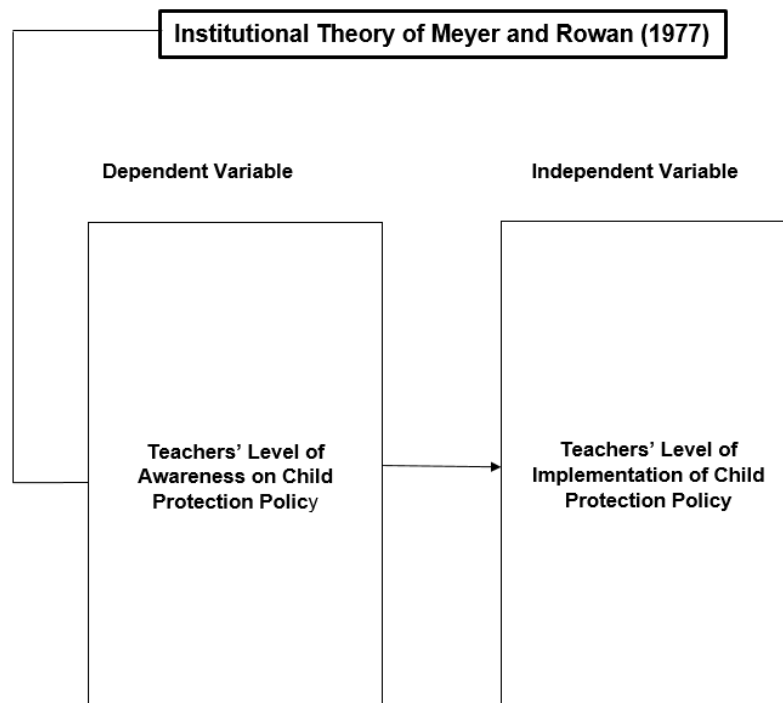 Institutional Theory of Meyer and Rowan (1977)
Dependent Variable
Independent Variable
Teachers’ Level of
Awareness on Child
Protection Policy
Teachers’ Level of
Implementation of Child
Protection Policy